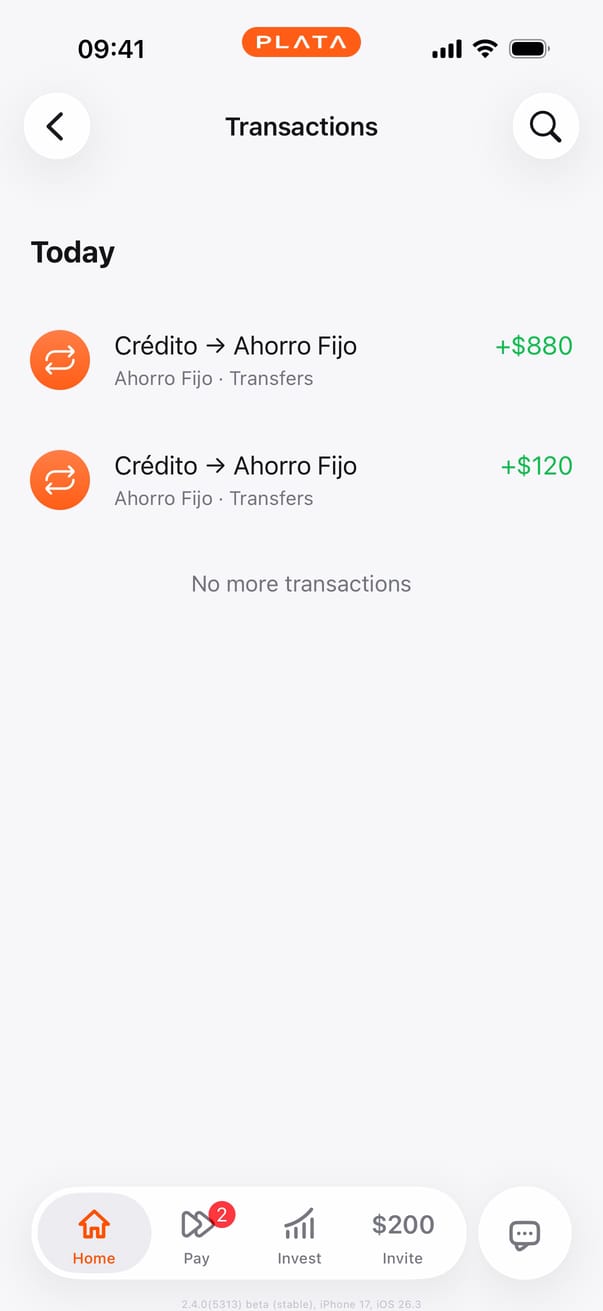 09:41
PLATA
Transactions
Today
Crédito → Ahorro Fijo
+$880
Ahorro Fijo · Transfers
Crédito → Ahorro Fijo
+$120
Ahorro Fijo · Transfers
No more transactions
2
$200
Home
Pay
Invest
Invite
2.4.0(5313) beta (stable), iPhone 17, iOS 26.3